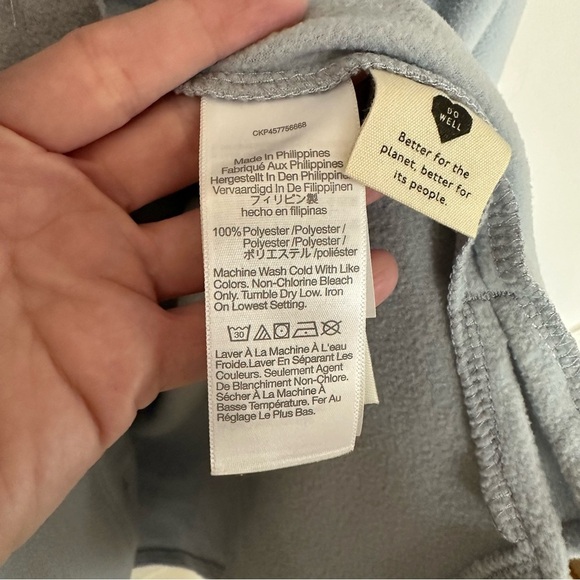 CKP457756668
Made In Philippines
Fabriqué Aux Philippines
Hergestellt In Den Philippinen
Vervaardigd In De Filippijnen
フィリピン製
hecho en filipinas
100% Polyester /Polyester /
Polyester /Polyester /
ポリエステル /poliéster
Machine Wash Cold With Like
Colors. Non-Chlorine Bleach
Only. Tumble Dry Low. Iron
On Lowest Setting.
30
Laver À La Machine À L'eau
Froide.Laver En Séparant Les
Couleurs. Seulement Agent
De Blanchiment Non-Chlore.
Sécher À La Machine À
Basse Température. Fer Au
Réglage Le Plus Bas.
DO
WELL
Better for the
planet, better for
its people.